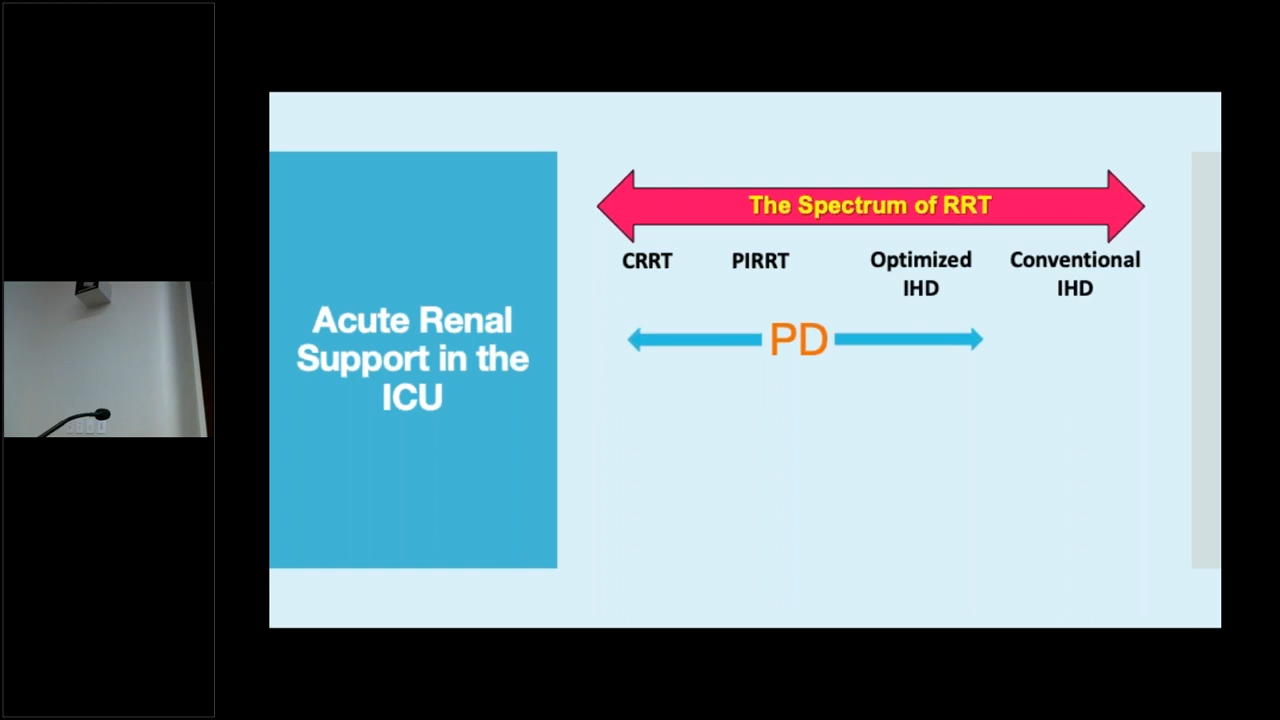 Acute Renal
Support in the
ICU
The Spectrum of RRT
CRRT
PIRRT
Optimized
IHD
Conventional
IHD
PD